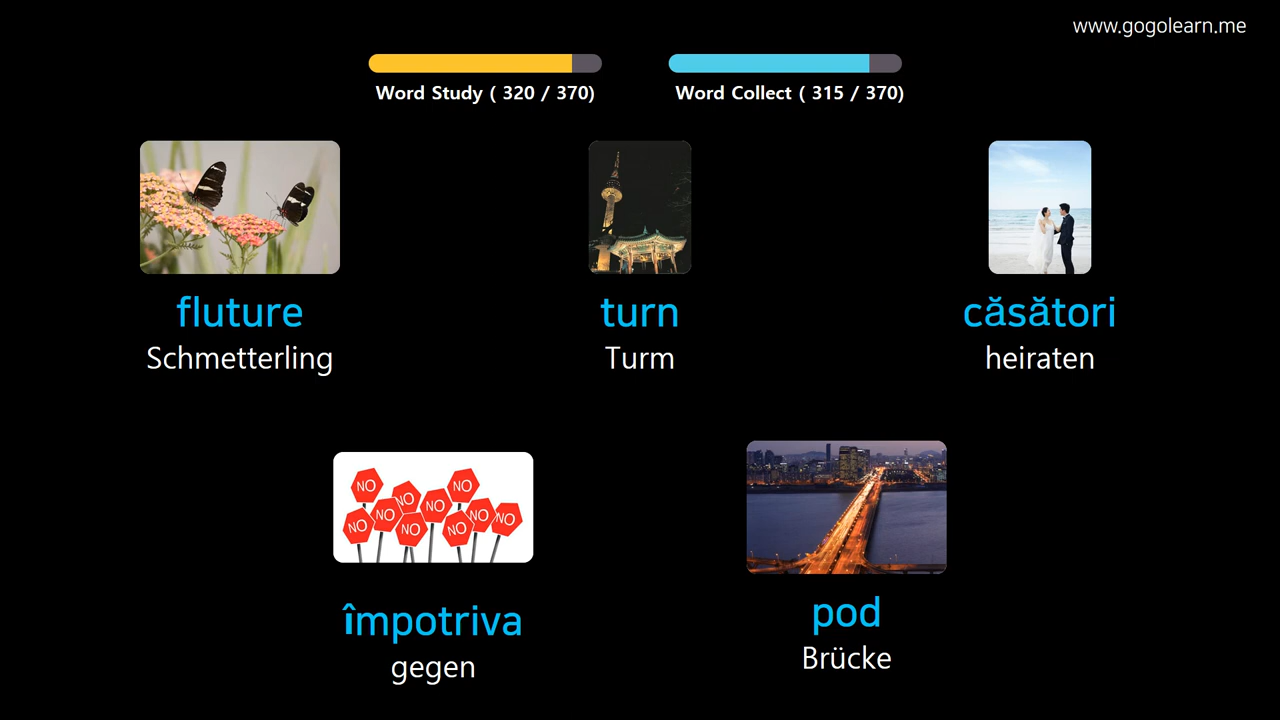 www.gogolearn.me
Word Study ( 320 / 370)
Word Collect ( 315 / 370)
fluture
Schmetterling
turn
Turm
căsători
heiraten
NO
NO
NO
NO
NO
NO
NO
NO
NO
NO
împotriva
gegen
pod
Brücke